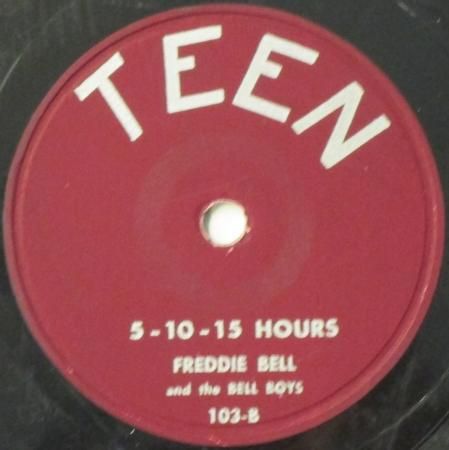 TEEN
5-10-15 HOURS
FREDDIE BELL
and the BELL BOYS
103-B